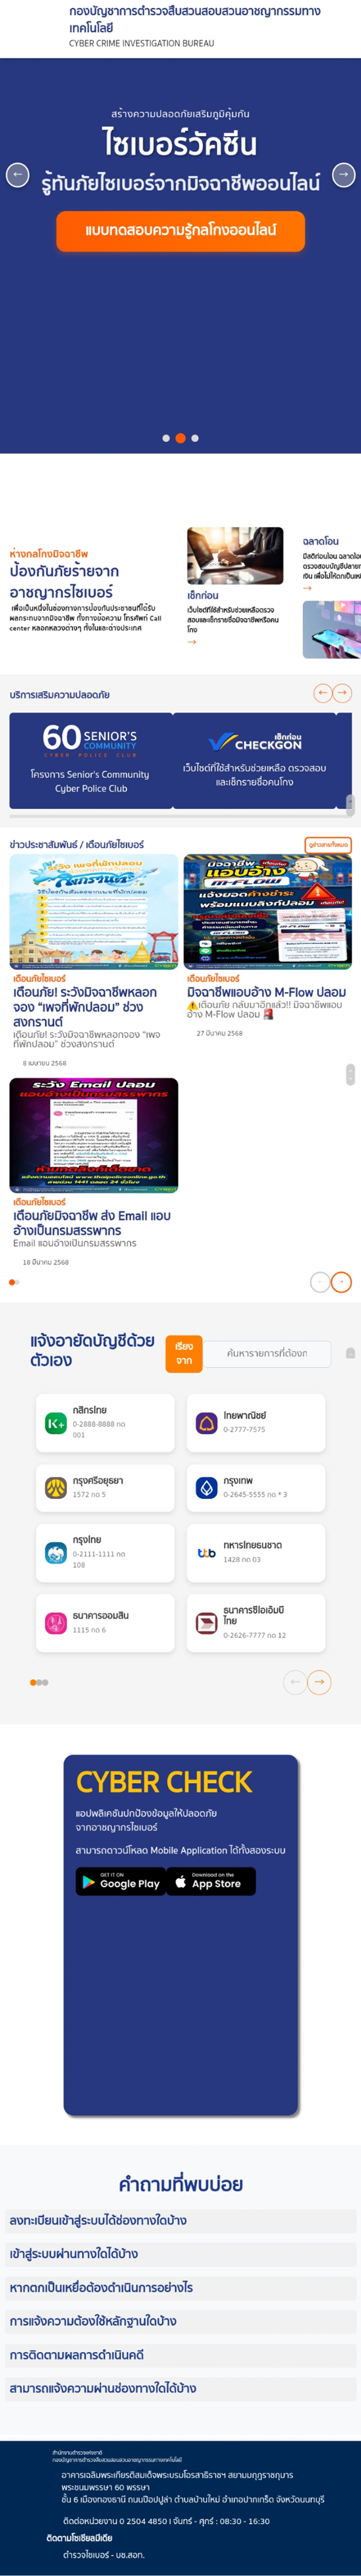 กองบัญชาการตำรวจสืบสวนสอบสวนอาชญากรรมทาง
เทคโนโลยี
CYBER CRIME INVESTIGATION BUREAU
สร้างความปลอดภัยเสริมภูมิคุ้มกัน
ไซเบอร์วัคซีน
รู้ทันภัยไซเบอร์จากมิจฉาชีพออนไลน์
แบบทดสอบความรู้กลโกงออนไลน์
ห่างกลโกงมิจฉาชีพ
ป้องกันภัยร้ายจาก
อาชญากรไซเบอร์
เพื่อเป็นหนึ่งในช่องทางการป้องกันประชาชนที่ได้รับ
ผลกระทบจากมิจฉาชีพ ทั้งทางข้อความ โทรศัพท์ Call
center หลอกลวงต่างๆ ทั้งในและต่างประเทศ
เช็กก่อน
เว็บไซต์ที่ใช้สำหรับช่วยเหลือตรวจ
สอบและเช็กรายชื่อมิจฉาชีพหรือคน
โกง
ฉลาดโอน
มีสติก่อนโอน
บริการเสริมความปลอดภัย
60 SENIOR'S
COMMUNITY
CYBER POLICE CLUB
โครงการ Senior's Community
Cyber Police Club
เช็กก่อน
CHECKGON
เว็บไซต์ที่ใช้สำหรับช่วยเหลือ ตรวจสอบ
และเช็กรายชื่อคนโกง
ข่าวประชาสัมพันธ์ / เตือนภัยไซเบอร์
ดูข่าวสารทั้งหมด
มิจฉาชีพ
แอบอ้าง
M-FLOW
แจ้งยอดค้างชำระ
พร้อมแนบลิงก์ปลอม
เตือนภัยไซเบอร์
เตือนภัย! ระวังมิจฉาชีพหลอก
จอง “เพจที่พักปลอม” ช่วง
สงกรานต์
เตือนภัย! ระวังมิจฉาชีพหลอกจอง “เพจ
ที่พักปลอม” ช่วงสงกรานต์
8 เมษายน 2568
เตือนภัยไซเบอร์
มิจฉาชีพแอบอ้าง M-Flow ปลอม
⚠️เตือนภัย กลับมาอีกแล้ว!! มิจฉาชีพแอบ
อ้าง M-Flow ปลอม 🚨
27 มีนาคม 2568
ระวัง Email ปลอม
แอบอ้างเป็นกรมสรรพากร
เตือนภัยไซเบอร์
เตือนภัยมิจฉาชีพ ส่ง Email แอบ
อ้างเป็นกรมสรรพากร
Email แอบอ้างเป็นกรมสรรพากร
18 มีนาคม 2568
แจ้งอายัดบัญชีด้วย
ตัวเอง
เรียง
จาก
ค้นหารายการที่ต้องก
กสิกรไทย
0-2888-8888 กด
001
ไทยพาณิชย์
0-2777-7575
กรุงศรีอยุธยา
1572 กด 5
กรุงเทพ
0-2645-5555 กด * 3
กรุงไทย
0-2111-1111 กด
108
ttb
ทหารไทยธนชาต
1428 กด 03
ธนาคารออมสิน
1115 กด 6
ธนาคารซีไอเอ็มบี
ไทย
0-2626-7777 กด 12
CYBER CHECK
แอปพลิเคชันปกป้องข้อมูลให้ปลอดภัย
จากอาชญากรไซเบอร์
สามารถดาวน์โหลด Mobile Application ได้ทั้งสองระบบ
GET IT ON
Google Play
Download on the
App Store
คำถามที่พบบ่อย
ลงทะเบียนเข้าสู่ระบบได้ช่องทางใดบ้าง
เข้าสู่ระบบผ่านทางใดได้บ้าง
หากตกเป็นเหยื่อต้องดำเนินการอย่างไร
การแจ้งความต้องใช้หลักฐานใดบ้าง
การติดตามผลการดำเนินคดี
สามารถแจ้งความผ่านช่องทางใดได้บ้าง
สำนักงานตำรวจแห่งชาติ
กองบัญชาการตำรวจสืบสวนสอบสวนอาชญากรรมทางเทคโนโลยี
อาคารเฉลิมพระเกียรติสมเด็จพระบรมโอรสาธิราชฯ สยามมกุฎราชกุมาร
พระชนมพรรษา 60 พรรษา
ชั้น 6 เมืองทองธานี ถนนป๊อปปูล่า ตำบลบ้านใหม่ อำเภอปากเกร็ด จังหวัดนนทบุรี
ติดต่อหน่วยงาน 0 2504 4850 | จันทร์ - ศุกร์ : 08:30 - 16:30
ติดตามโซเชียลมีเดีย
ตำรวจไซเบอร์ - บช.สอท.